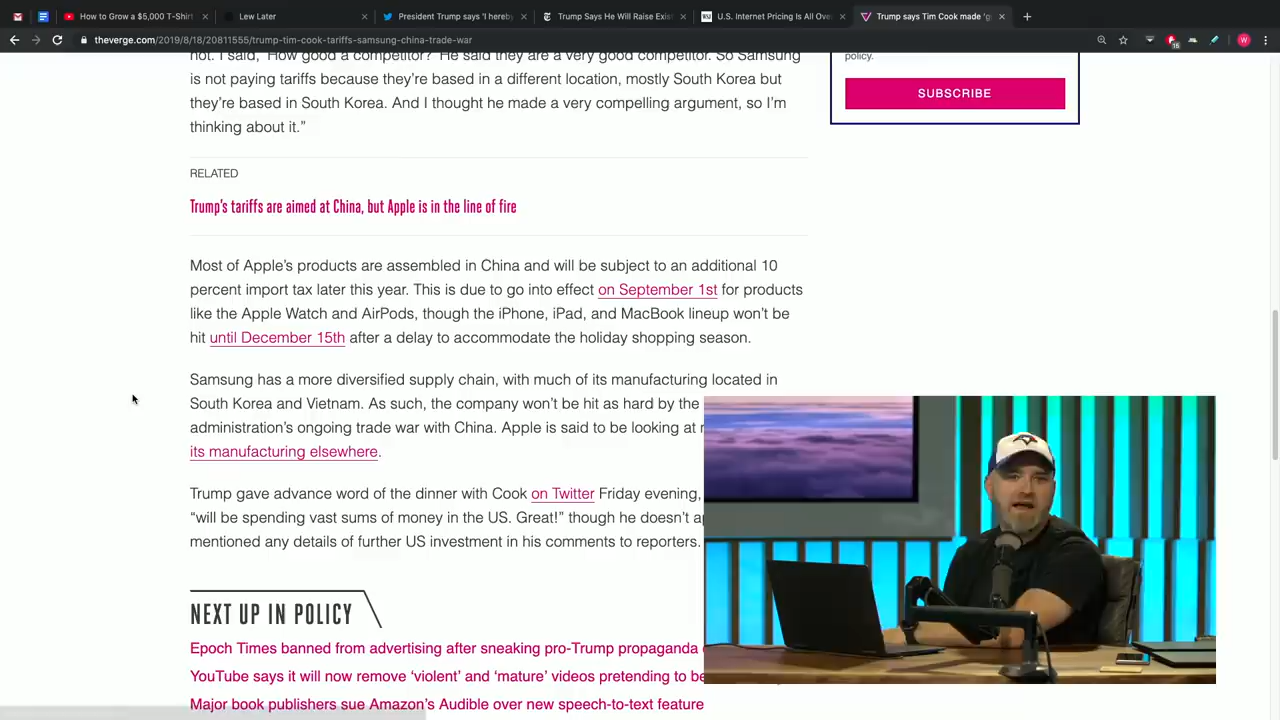 How to Grow a $5,000 T-Shirt
Lew Later
President Trump says 'I hereby
Trump Says He Will Raise Exist
U.S. Internet Pricing Is All Ove
Trump says Tim Cook made 'g
theverge.com/2019/8/18/20811555/trump-tim-cook-tariffs-samsung-china-trade-war
not. I said, 'How good a competitor?' He said they are a very good competitor. So Samsung
is not paying tariffs because they're based in a different location, mostly South Korea but
they're based in South Korea. And I thought he made a very compelling argument, so I'm
thinking about it."
policy.
SUBSCRIBE
RELATED
Trump's tariffs are aimed at China, but Apple is in the line of fire
Most of Apple's products are assembled in China and will be subject to an additional 10
percent import tax later this year. This is due to go into effect on September 1st for products
like the Apple Watch and AirPods, though the iPhone, iPad, and MacBook lineup won't be
hit until December 15th after a delay to accommodate the holiday shopping season.
Samsung has a more diversified supply chain, with much of its manufacturing located in
South Korea and Vietnam. As such, the company won't be hit as hard by the
administration's ongoing trade war with China. Apple is said to be looking at
its manufacturing elsewhere.
Trump gave advance word of the dinner with Cook on Twitter Friday evening,
"will be spending vast sums of money in the US. Great!" though he doesn't
mentioned any details of further US investment in his comments to reporters.
NEXT UP IN POLICY
Epoch Times banned from advertising after sneaking pro-Trump propaganda
YouTube says it will now remove 'violent' and 'mature' videos pretending to be
Major book publishers sue Amazon's Audible over new speech-to-text feature